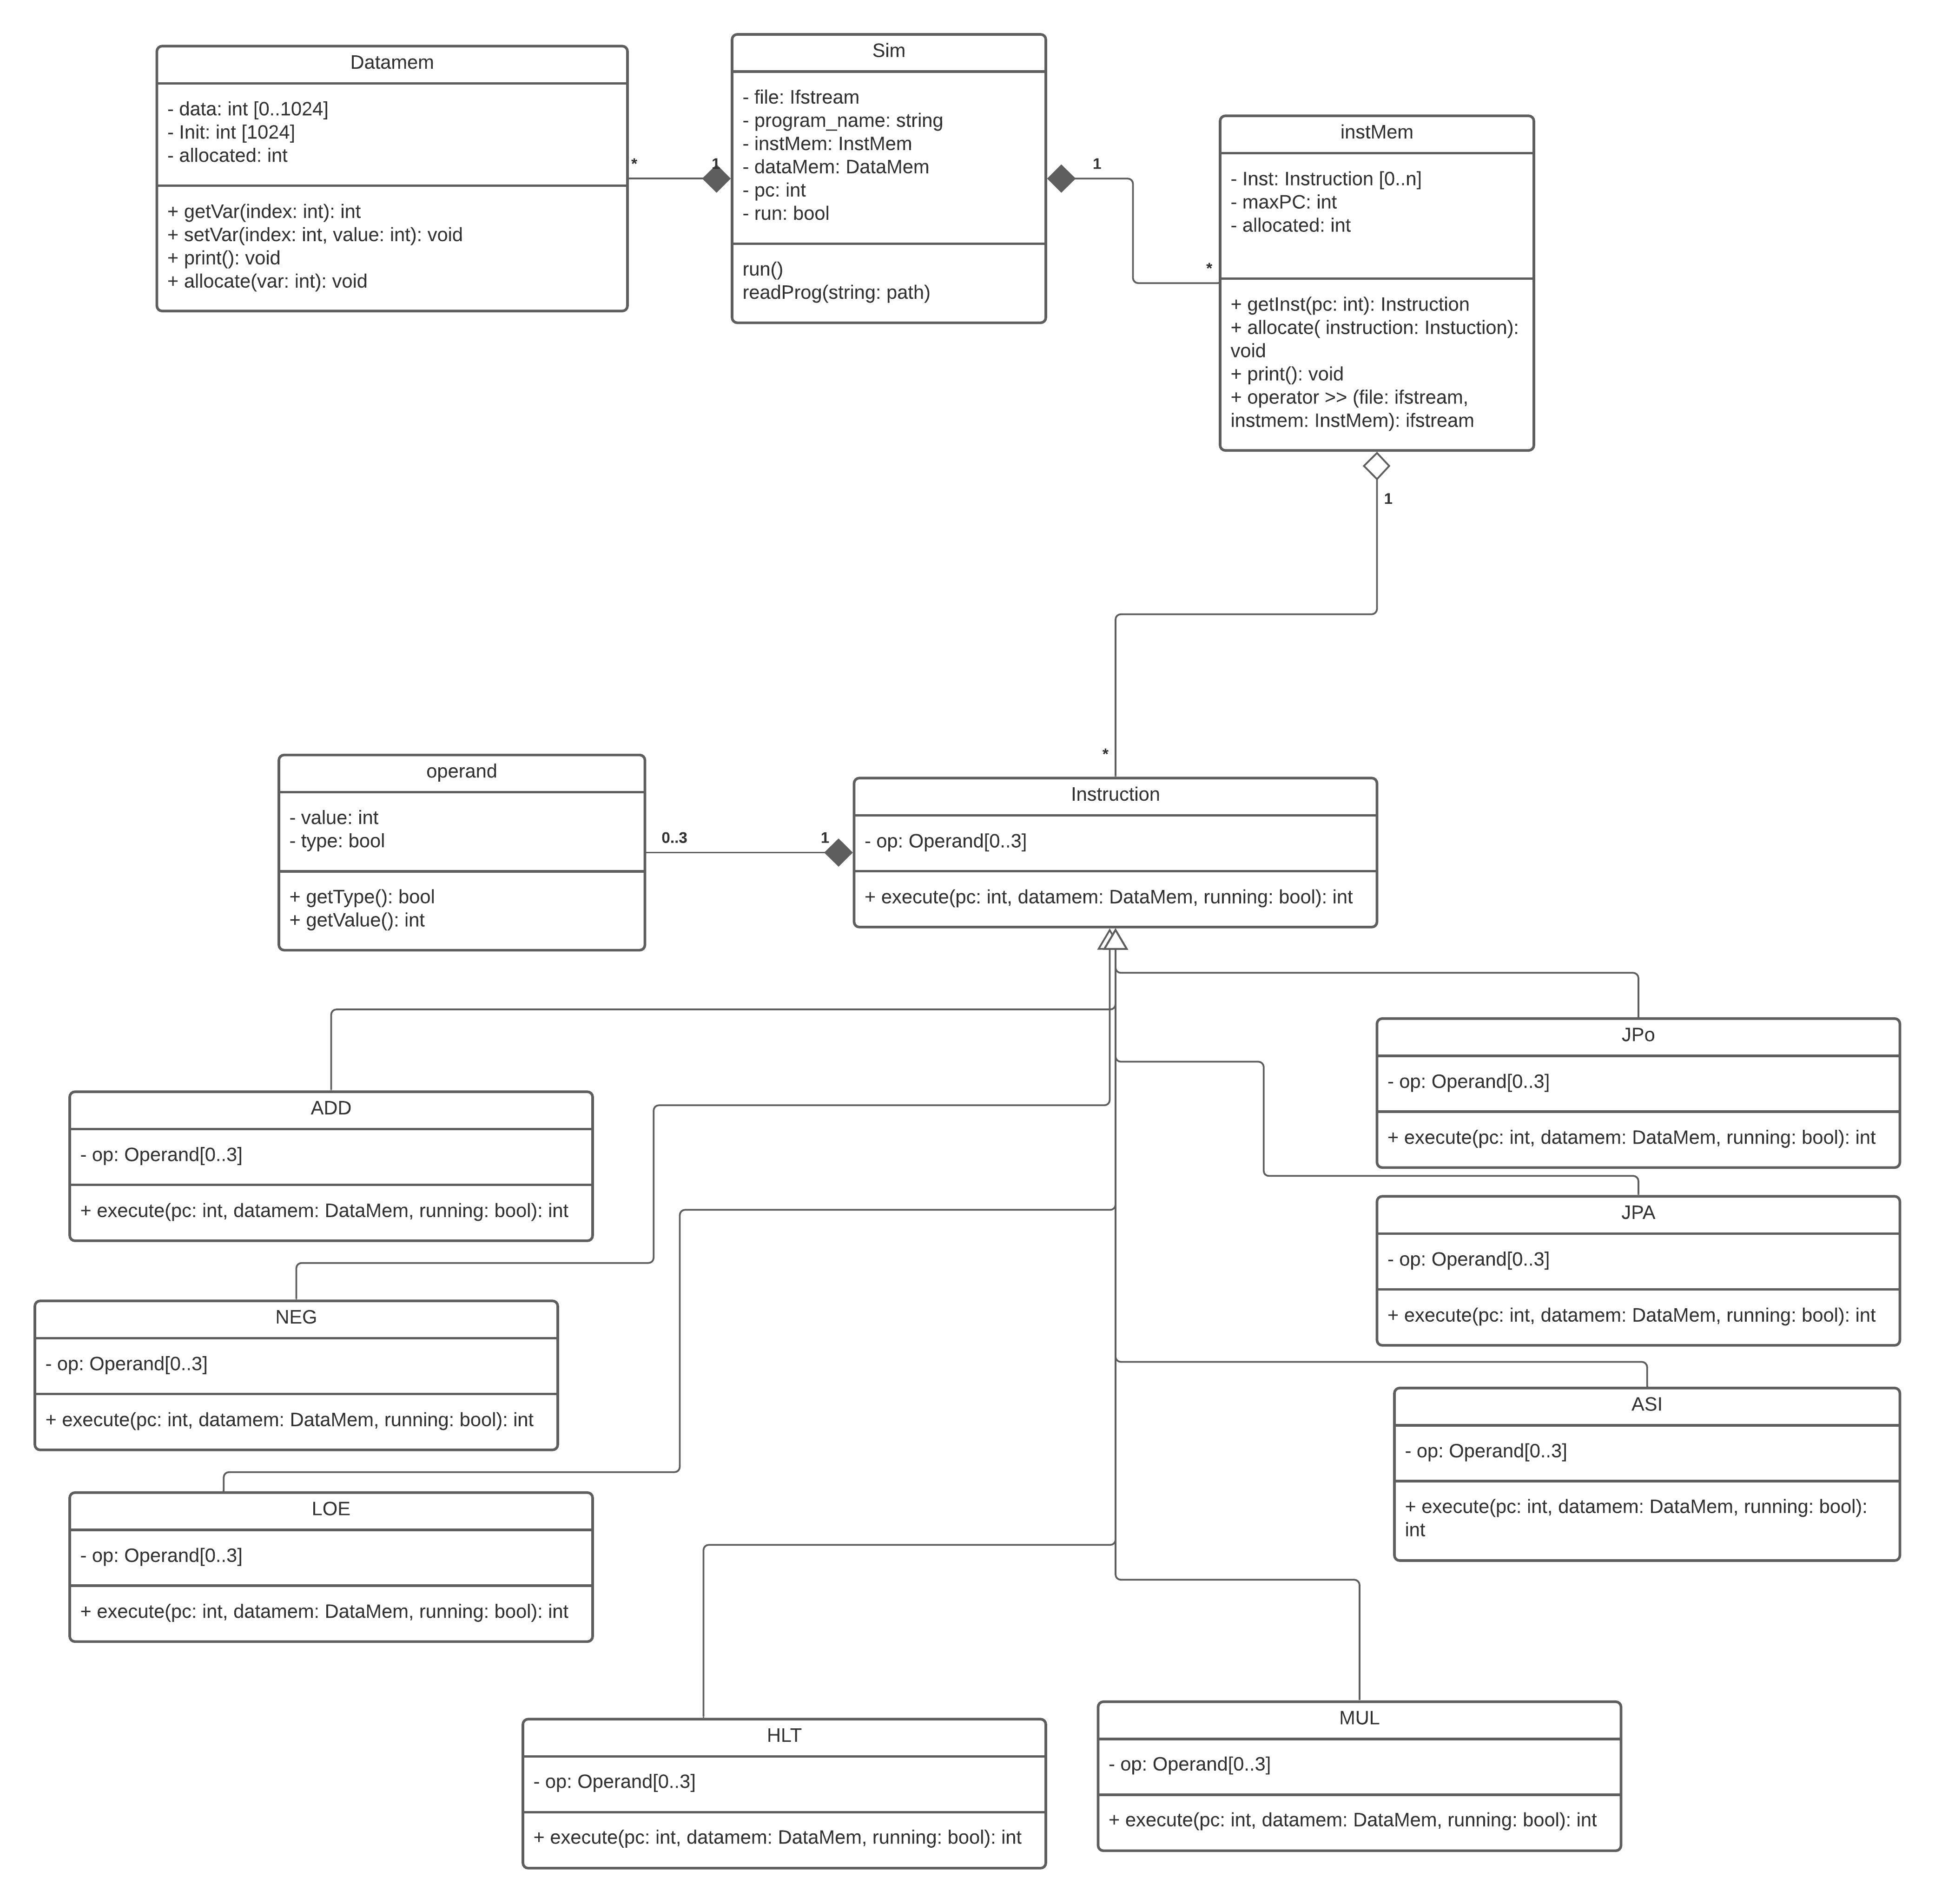 Datamem
- data: int [0..1024]
- Init: int [1024]
- allocated: int
+ getVar(index: int): int
+ setVar(index: int, value: int): void
+ print(): void
+ allocate(var: int): void
*
1
Sim
- file: Ifstream
- program_name: string
- instMem: InstMem
- dataMem: DataMem
- pc: int
- run: bool
run()
readProg(string: path)
1
*
instMem
- Inst: Instruction [0..n]
- maxPC: int
- allocated: int
+ getInst(pc: int): Instruction
+ allocate( instruction: Instuction):
void
+ print(): void
+ operator >> (file: ifstream,
instmem: InstMem): ifstream
1
*
operand
- value: int
- type: bool
+ getType(): bool
+ getValue(): int
0..3
1
Instruction
- op: Operand[0..3]
+ execute(pc: int, datamem: DataMem, running: bool): int
JPo
- op: Operand[0..3]
+ execute(pc: int, datamem: DataMem, running: bool): int
ADD
- op: Operand[0..3]
+ execute(pc: int, datamem: DataMem, running: bool): int
JPA
- op: Operand[0..3]
+ execute(pc: int, datamem: DataMem, running: bool): int
NEG
- op: Operand[0..3]
+ execute(pc: int, datamem: DataMem, running: bool): int
ASI
- op: Operand[0..3]
+ execute(pc: int, datamem: DataMem, running: bool):
int
LOE
- op: Operand[0..3]
+ execute(pc: int, datamem: DataMem, running: bool): int
HLT
- op: Operand[0..3]
+ execute(pc: int, datamem: DataMem, running: bool): int
MUL
- op: Operand[0..3]
+ execute(pc: int, datamem: DataMem, running: bool): int